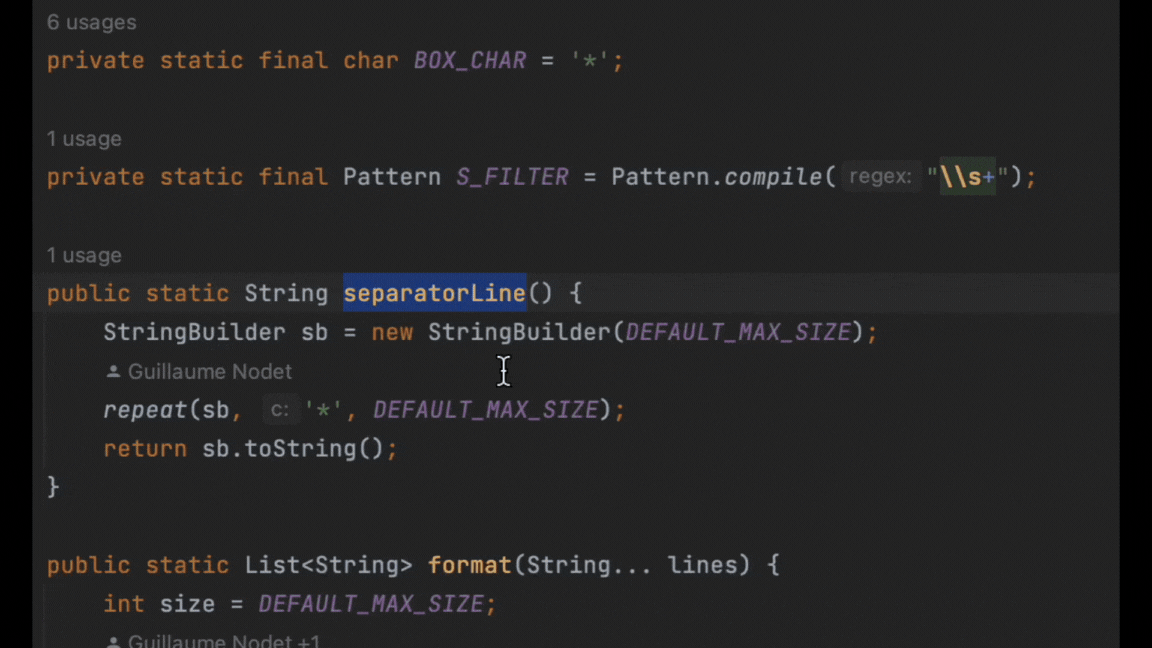 6 usages
private static final char BOX_CHAR = '*';
1 usage
private static final Pattern S_FILTER = Pattern.compile( regex: "\\s+");
1 usage
public static String separatorLine() {
StringBuilder sb = new StringBuilder(DEFAULT_MAX_SIZE);
Guillaume Nodet
repeat(sb, c: '*', DEFAULT_MAX_SIZE);
return sb.toString();
}
public static List<String> format(String... lines) {
int size = DEFAULT_MAX_SIZE;
Guillaume Nodet +1